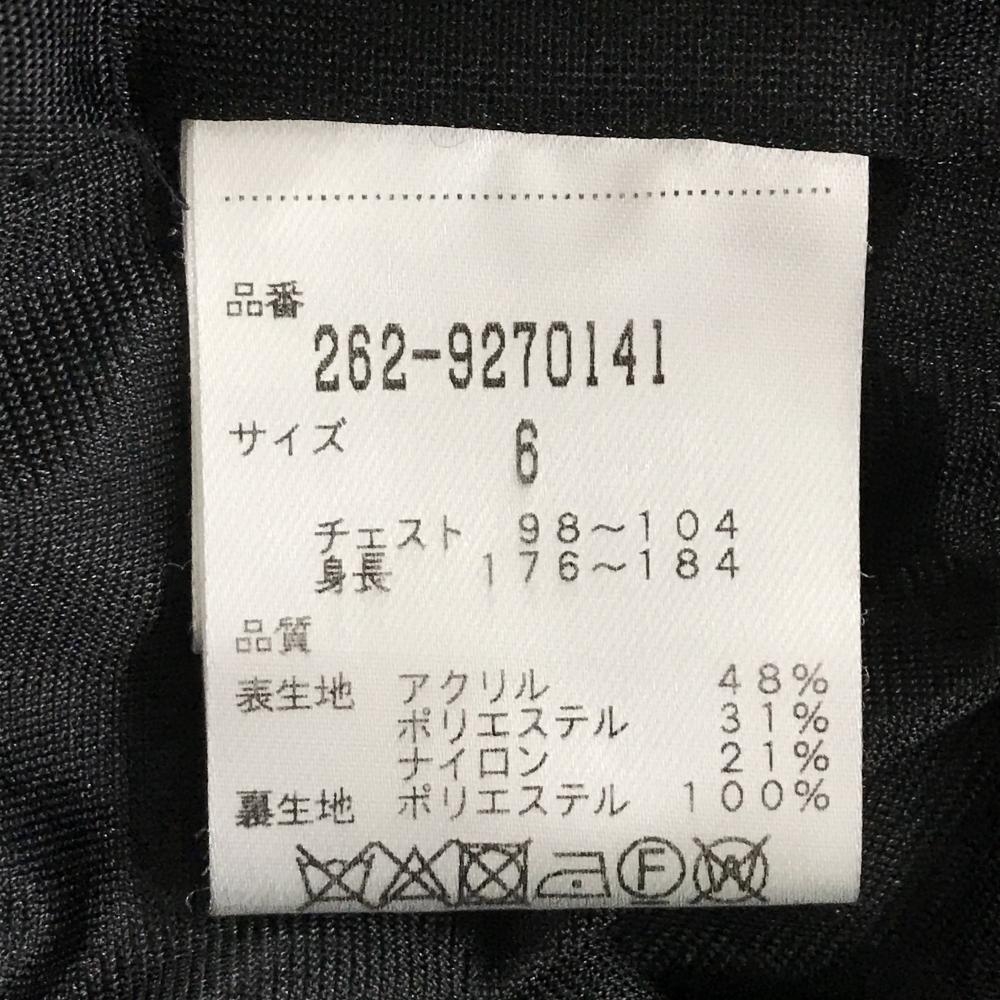 品番
262-9270141
サイズ 6
チェスト 98～104
身長 176～184
品質
表生地 アクリル 48%
ポリエステル 31%
ナイロン 21%
裏生地 ポリエステル 100%
F W